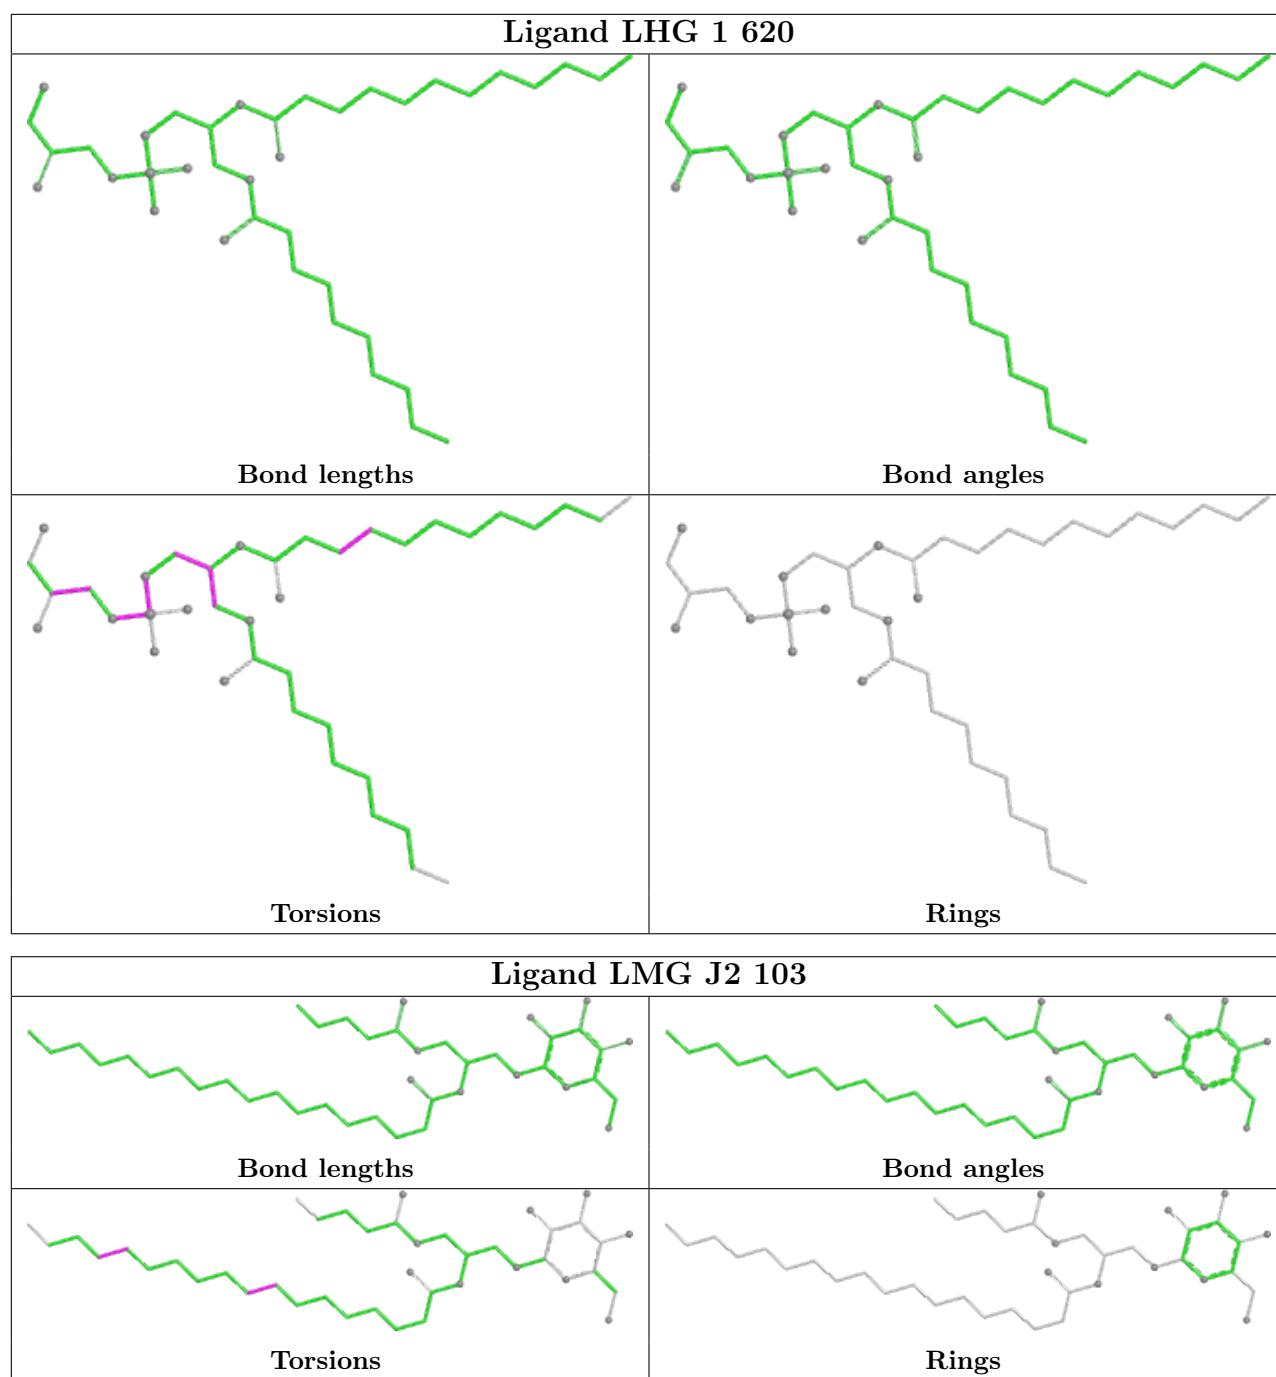 Ligand LHG 1 620
Bond lengths
Bond angles
Torsions
Rings
Ligand LMG J2 103
Bond lengths
Bond angles
Torsions
Rings